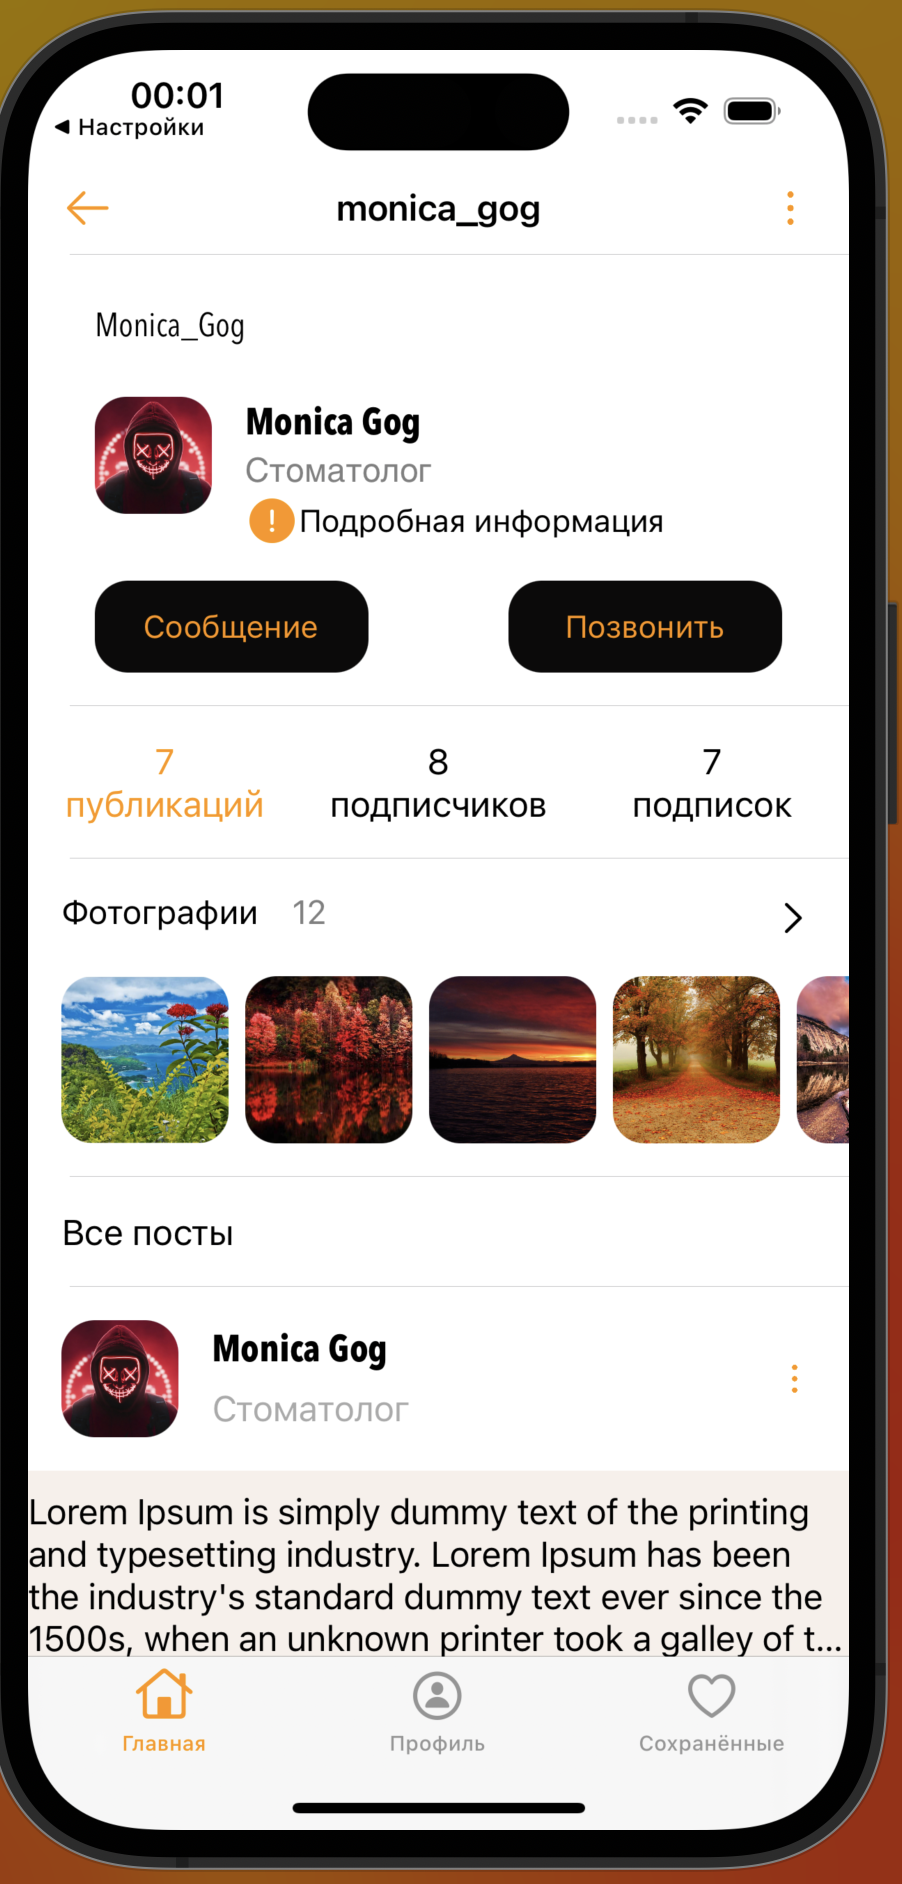 00:01
Настройки
monica_gog
Monica_Gog
Monica Gog
Стоматолог
! Подробная информация
Сообщение
Позвонить
7
публикаций
8
подписчиков
7
подписок
Фотографии 12
Все посты
Monica Gog
Стоматолог
Lorem Ipsum is simply dummy text of the printing
and typesetting industry. Lorem Ipsum has been
the industry's standard dummy text ever since the
1500s, when an unknown printer took a galley of t...
Главная
Профиль
Сохранённые